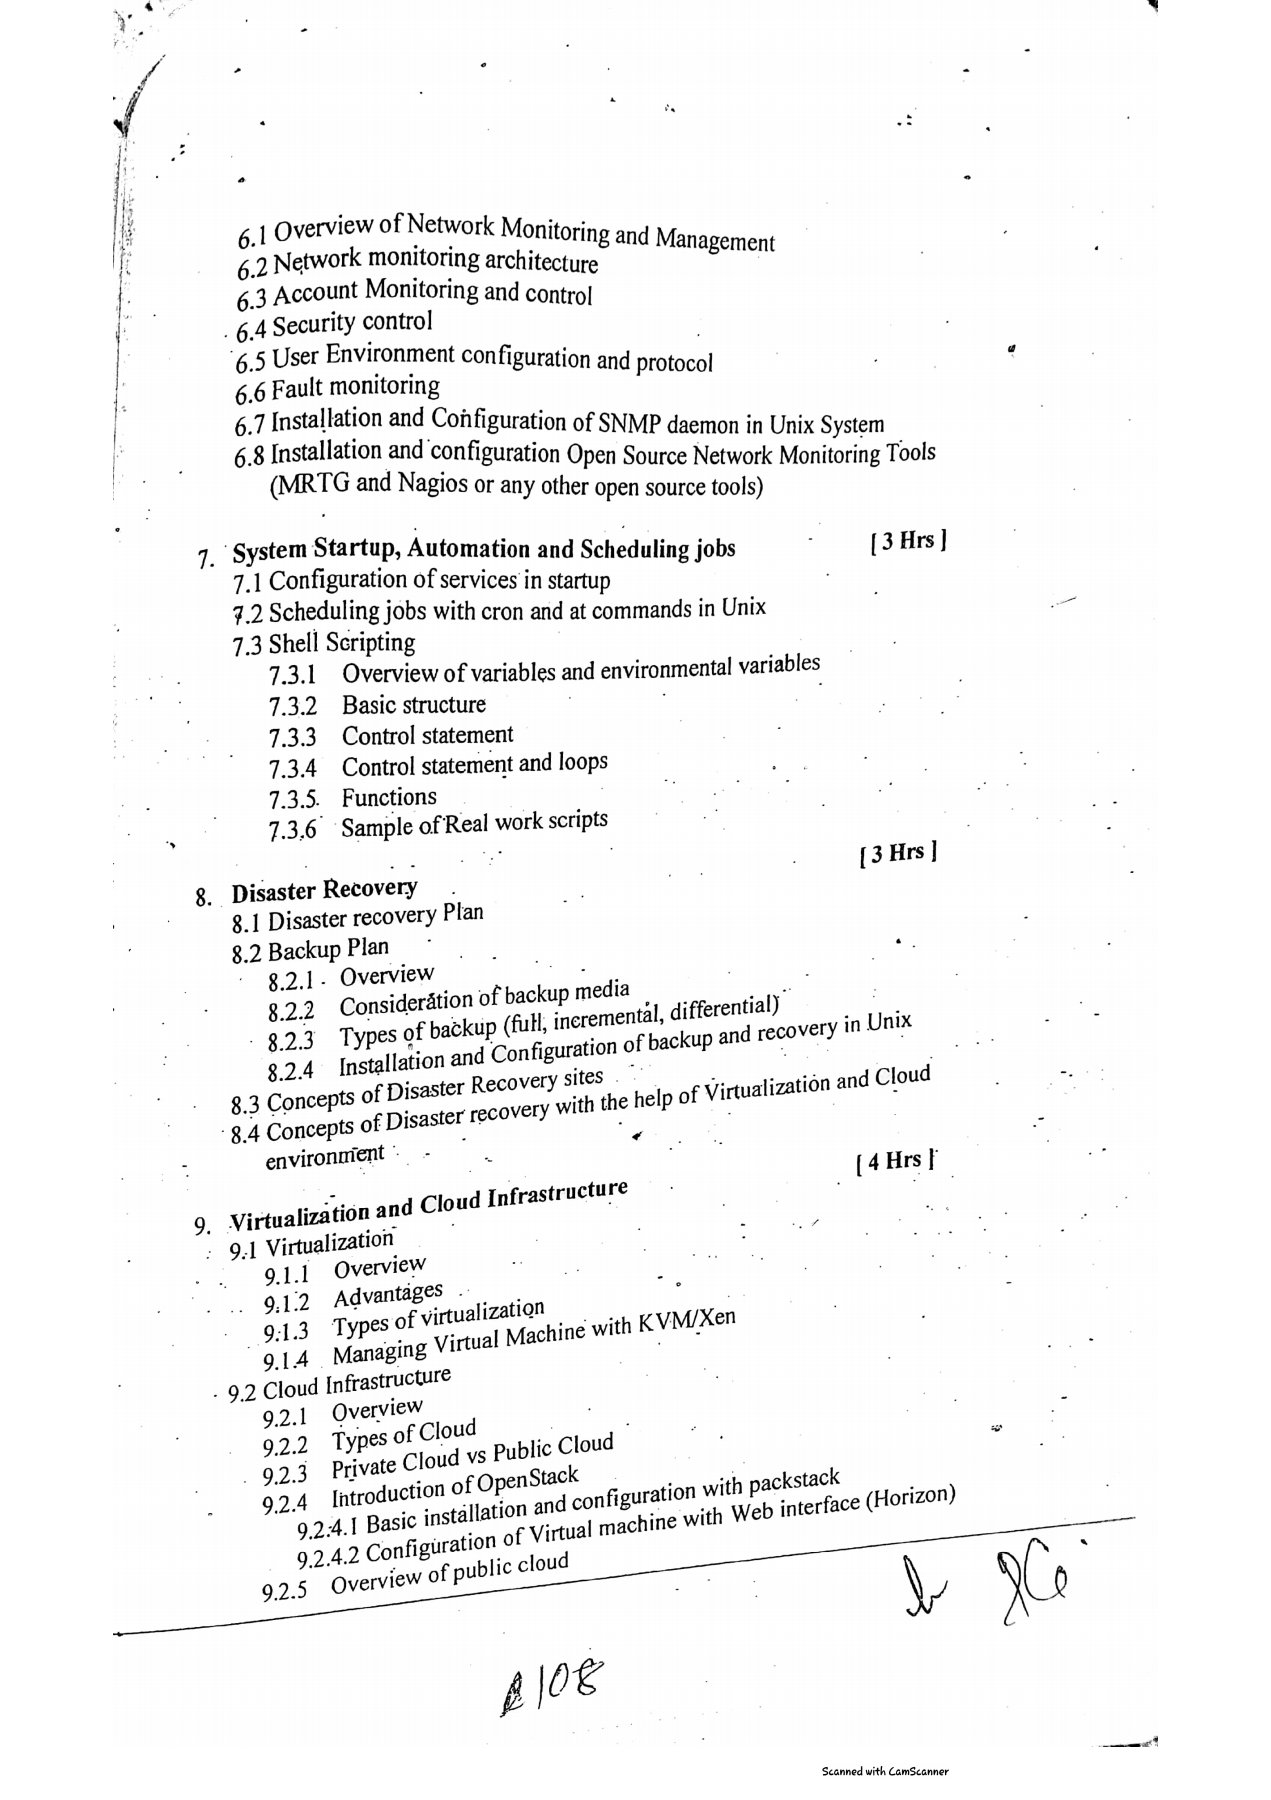 6.1 Overview of Network Monitoring and Management
6.2 Network monitoring architecture
6.3 Account Monitoring and control
6.4 Security control
6.5 User Environment configuration and protocol
6.6 Fault monitoring
6.7 Installation and Configuration of SNMP daemon in Unix System
6.8 Installation and configuration Open Source Network Monitoring Tools
(MRTG and Nagios or any other open source tools)
7. System Startup, Automation and Scheduling jobs [ 3 Hrs ]
7.1 Configuration of services in startup
7.2 Scheduling jobs with cron and at commands in Unix
7.3 Shell Scripting
7.3.1 Overview of variables and environmental variables
7.3.2 Basic structure
7.3.3 Control statement
7.3.4 Control statement and loops
7.3.5 Functions
7.3.6 Sample of Real work scripts
[ 3 Hrs ]
8. Disaster Recovery
8.1 Disaster recovery Plan
8.2 Backup Plan
8.2.1 Overview
8.2.2 Consideration of backup media
8.2.3 Types of backup (full, incremental, differential)
8.2.4 Installation and Configuration of backup and recovery in Unix
8.3 Concepts of Disaster Recovery sites
8.4 Concepts of Disaster recovery with the help of Virtualization and Cloud
environment
[ 4 Hrs ]
9. Virtualization and Cloud Infrastructure
9.1 Virtualization
9.1.1 Overview
9.1.2 Advantages
9.1.3 Types of virtualization
9.1.4 Managing Virtual Machine with KVM/Xen
9.2 Cloud Infrastructure
9.2.1 Overview
9.2.2 Types of Cloud
9.2.3 Private Cloud vs Public Cloud
9.2.4 Introduction of OpenStack
9.2.4.1 Basic installation and configuration with packstack
9.2.4.2 Configuration of Virtual machine with Web interface (Horizon)
9.2.5 Overview of public cloud
108
Scanned with CamScanner